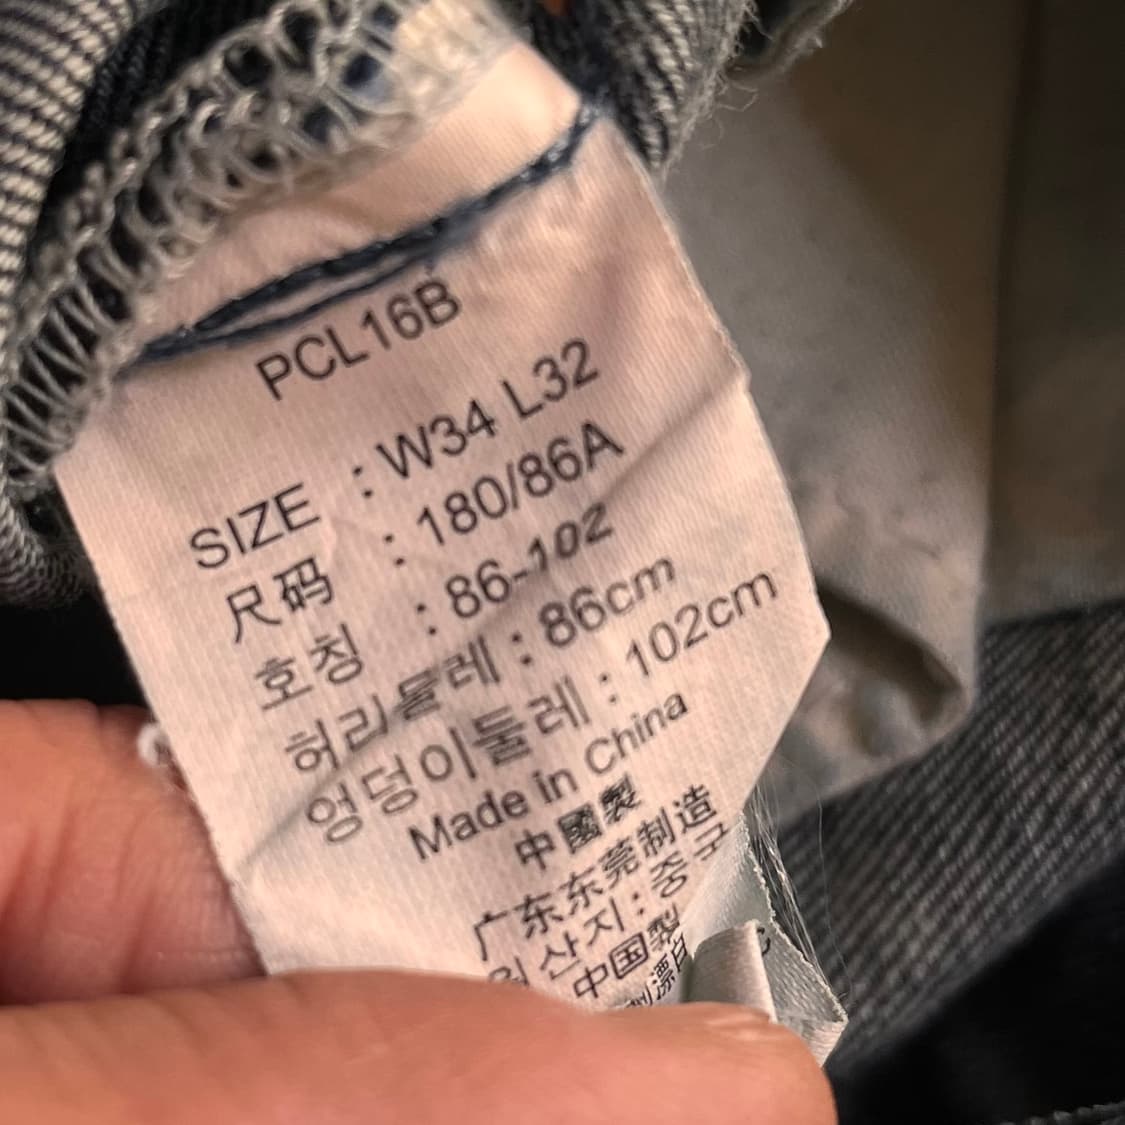 PCL16B
SIZE : W34 L32
尺码 : 180/86A
호칭 : 86-102
허리둘레 : 86cm
엉덩이둘레 : 102cm
Made in China
中國製
广东东莞制造
원산지 : 중국
中国製
漂白